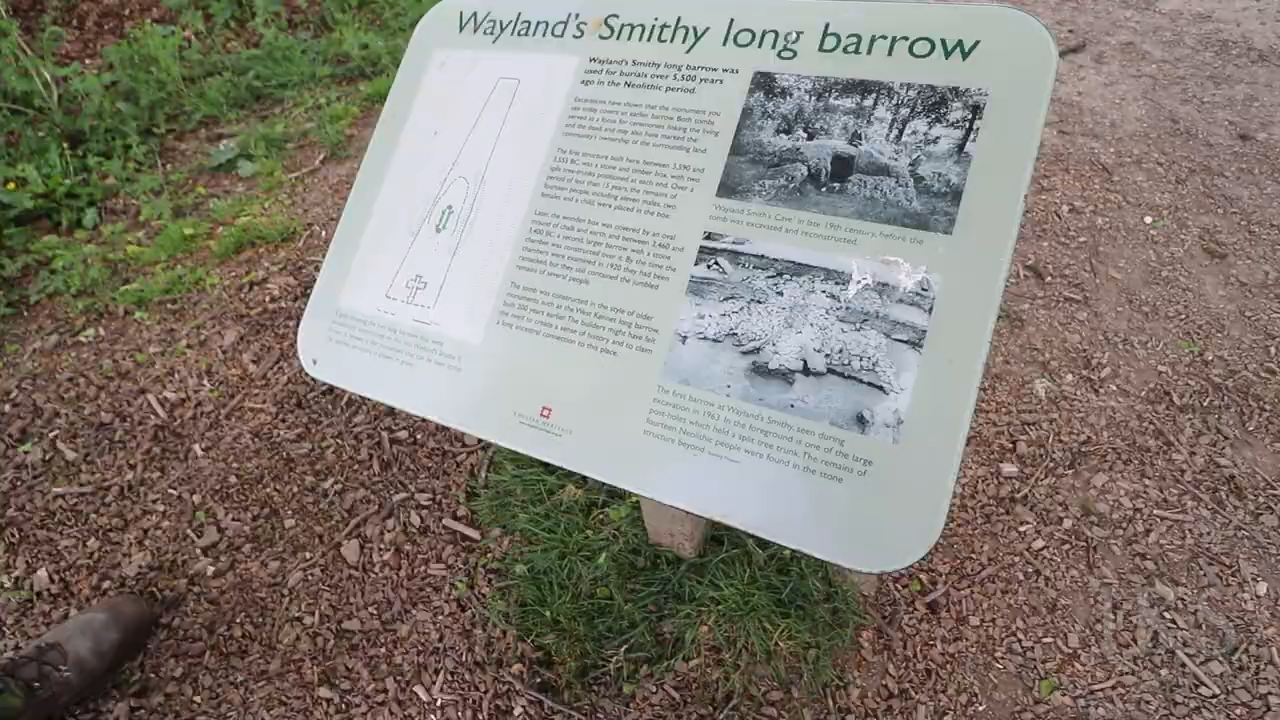 Wayland's Smithy long barrow
Wayland's Smithy long barrow was
used for burials over 5,500 years
ago in the Neolithic period.
Excavations have shown that the monument you
see today covers an earlier barrow. Both tombs
served as a focus for ceremonies linking the living
and the dead and may also have marked the
community's ownership of the surrounding land.
The first structure built here between 3,590 and
3,555 BC, was a stone and timber box, with two
split tree-trunks positioned at each end. Over a
period of less than 15 years, the remains of
fourteen people, including eleven males, two
females and a child, were placed in the box.
Later, the wooden box was covered by an oval
mound of chalk and earth, and between 3,460 and
3,400 BC, a second, larger barrow with a stone
chamber was constructed over it. By the time the
chambers were examined in 1920 they had been
ransacked, but they still contained the jumbled
remains of several people.
The tomb was constructed in the style of older
monuments such as the West Kennet long barrow,
built 200 years earlier. The builders might have felt
the need to create a sense of history and to claim
a long ancestral connection to this place.
'Wayland Smith's Cave' in late 19th century, before the
tomb was excavated and reconstructed.
The first barrow at Wayland's Smithy, seen during
excavation in 1963. In the foreground is one of the large
post-holes which held a split tree trunk. The remains of
fourteen Neolithic people were found in the stone
structure beyond.
ENGLISH HERITAGE